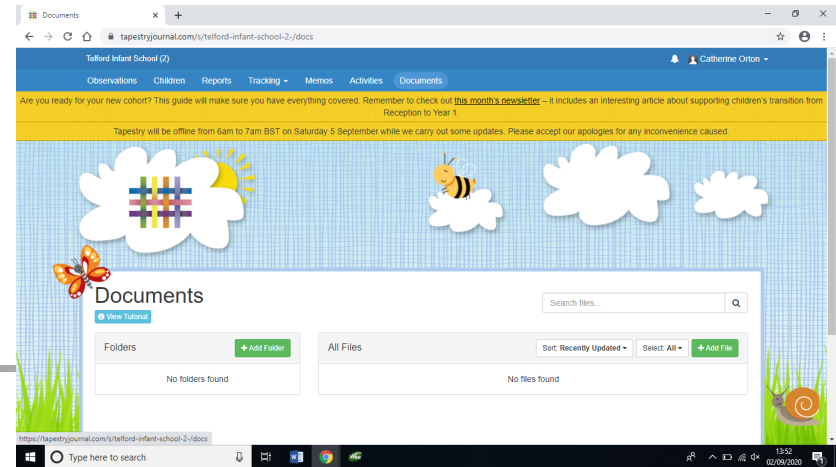 Documents
tapestryjournal.com/s/telford-infant-school-2-/docs
Telford Infant School (2)
Catherine Orton
Observations Children Reports Tracking Memos Activities Documents
Are you ready for your new cohort? This guide will make sure you have everything covered. Remember to check out this month's newsletter – it includes an interesting article about supporting children's transition from
Reception to Year 1.
Tapestry will be offline from 6am to 7am BST on Saturday 5 September while we carry out some updates. Please accept our apologies for any inconvenience caused.
Documents
Search files...
View Tutorial
Folders
+ Add Folder
All Files
Sort: Recently Updated
Select: All
+ Add File
No folders found
No files found
https://tapestryjournal.com/s/telford-infant-school-2-/docs
Type here to search
13:52
02/09/2020